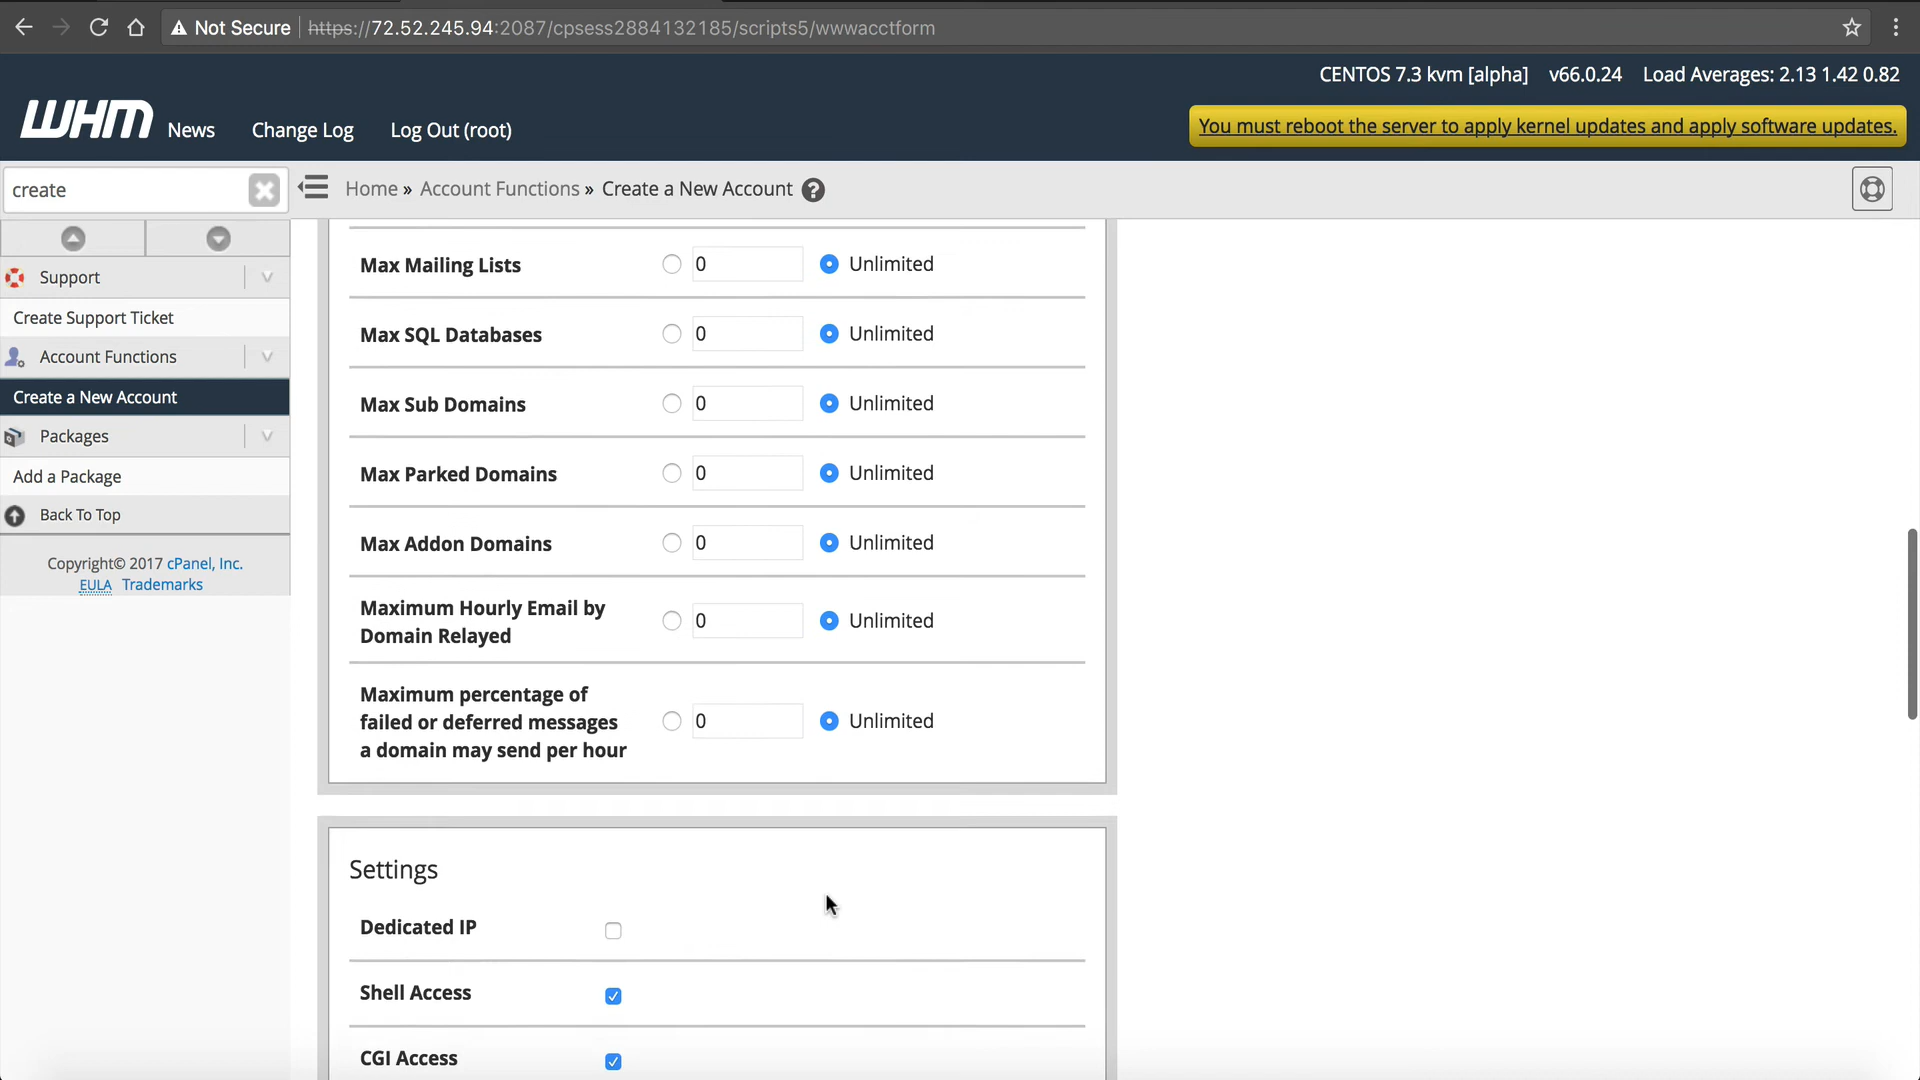 Not Secure | https://72.52.245.94:2087/cpsess2884132185/scripts5/wwwacctform
CENTOS 7.3 kvm [alpha] v66.0.24 Load Averages: 2.13 1.42 0.82
WHM News Change Log Log Out (root)
You must reboot the server to apply kernel updates and apply software updates.
create
Home » Account Functions » Create a New Account ?
Support
Create Support Ticket
Account Functions
Create a New Account
Packages
Add a Package
Back To Top
Copyright© 2017 cPanel, Inc.
EULA Trademarks
Max Mailing Lists 0 Unlimited
Max SQL Databases 0 Unlimited
Max Sub Domains 0 Unlimited
Max Parked Domains 0 Unlimited
Max Addon Domains 0 Unlimited
Maximum Hourly Email by
Domain Relayed 0 Unlimited
Maximum percentage of
failed or deferred messages
a domain may send per hour 0 Unlimited
Settings
Dedicated IP
Shell Access
CGI Access